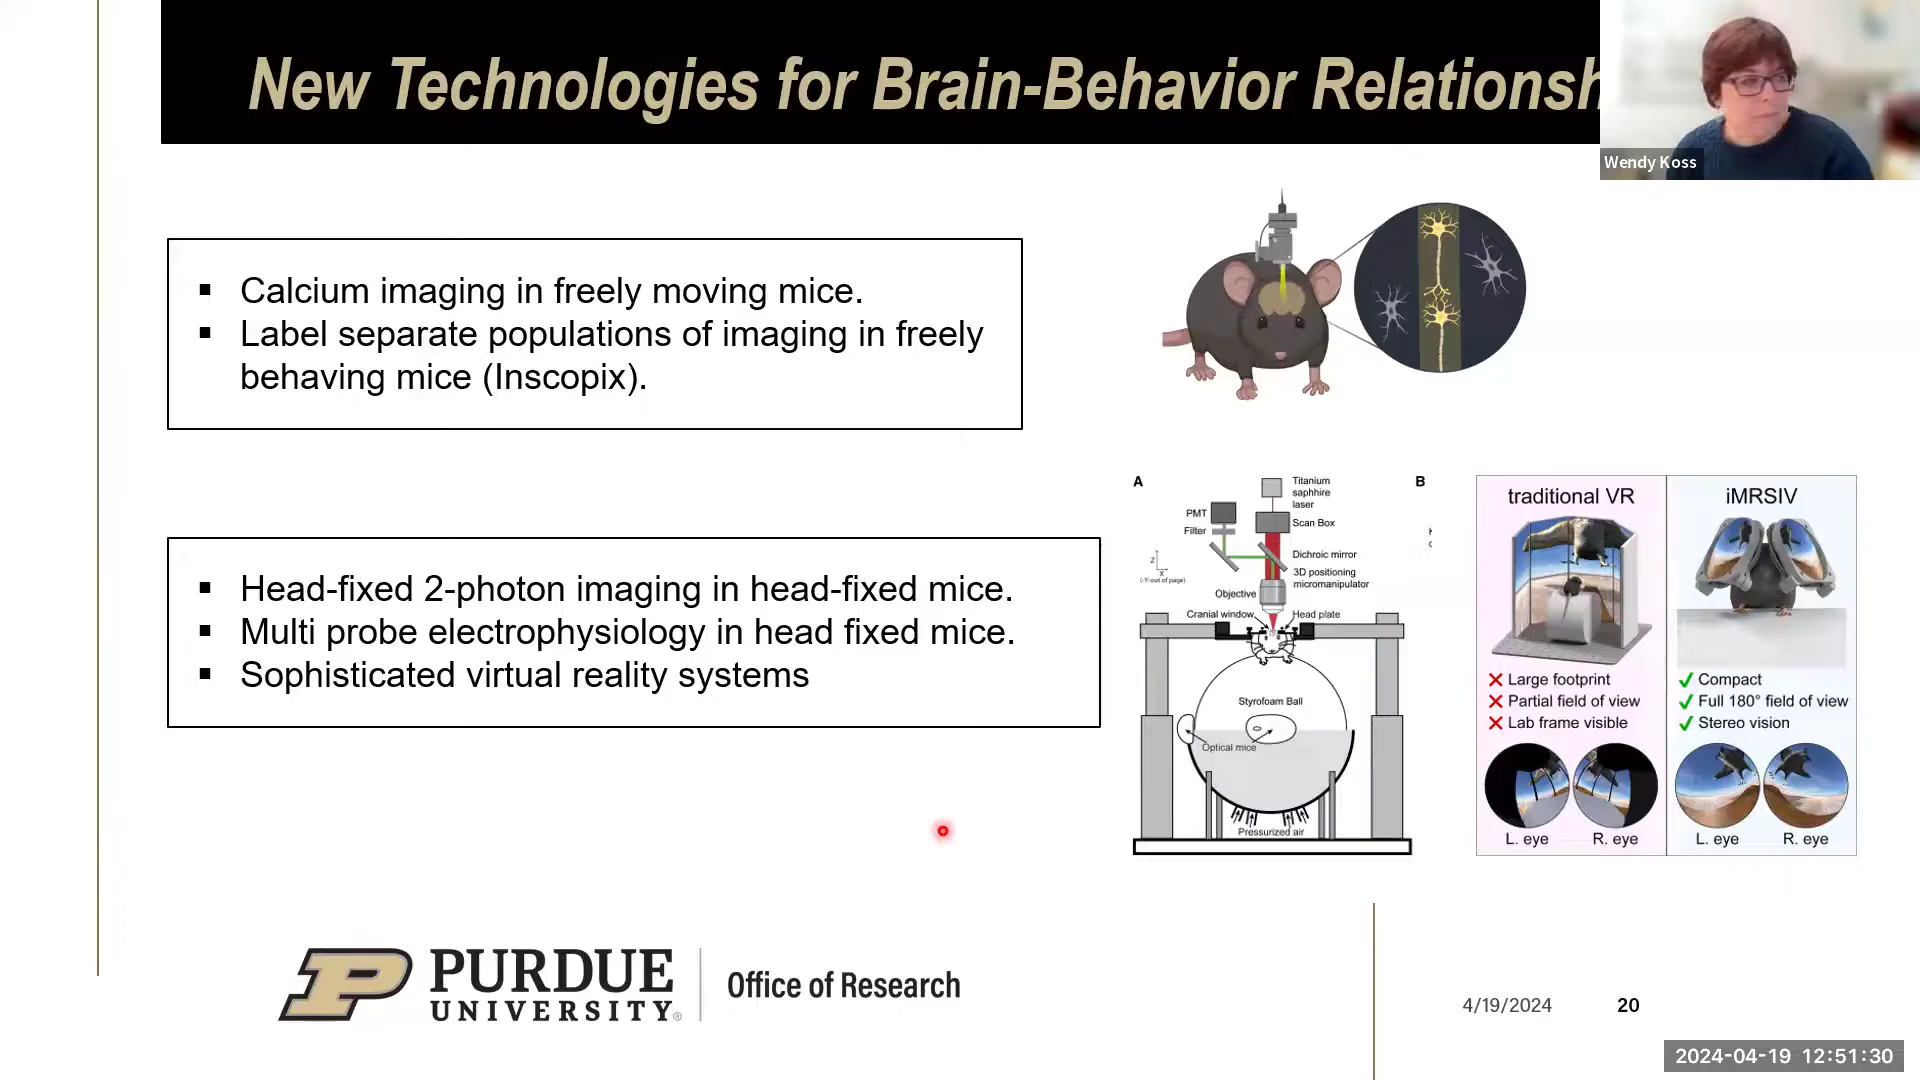 New Technologies for Brain-Behavior Relationsh
Wendy Koss
▪ Calcium imaging in freely moving mice.
▪ Label separate populations of imaging in freely
behaving mice (Inscopix).
▪ Head-fixed 2-photon imaging in head-fixed mice.
▪ Multi probe electrophysiology in head fixed mice.
▪ Sophisticated virtual reality systems
A
Titanium
saphhire
laser
PMT
Filter
Scan Box
Dichroic mirror
Z
X
(-Y: out of page)
3D positioning
micromanipulator
Objective
Cranial window
Head plate
Styrofoam Ball
Optical mice
Pressurized air
B
traditional VR
✗ Large footprint
✗ Partial field of view
✗ Lab frame visible
L. eye R. eye
iMRSIV
✓ Compact
✓ Full 180° field of view
✓ Stereo vision
L. eye R. eye
PURDUE
UNIVERSITY®
Office of Research
4/19/2024 20
2024-04-19 12:51:30